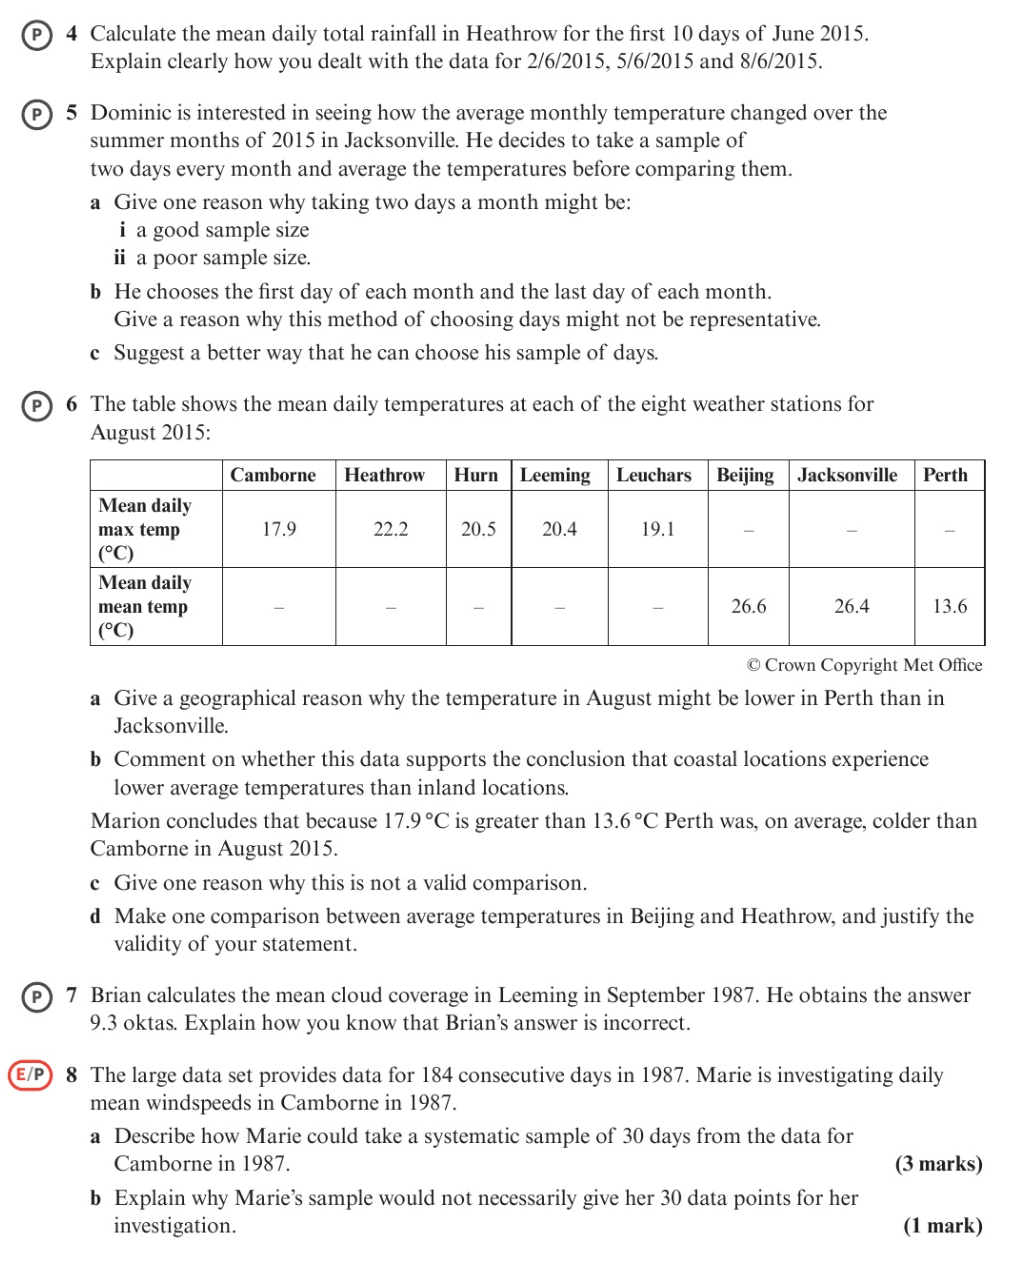 P 4 Calculate the mean daily total rainfall in Heathrow for the first 10 days of June 2015.
Explain clearly how you dealt with the data for 2/6/2015, 5/6/2015 and 8/6/2015.
P 5 Dominic is interested in seeing how the average monthly temperature changed over the
summer months of 2015 in Jacksonville. He decides to take a sample of
two days every month and average the temperatures before comparing them.
a Give one reason why taking two days a month might be:
i a good sample size
ii a poor sample size.
b He chooses the first day of each month and the last day of each month.
Give a reason why this method of choosing days might not be representative.
c Suggest a better way that he can choose his sample of days.
P 6 The table shows the mean daily temperatures at each of the eight weather stations for
August 2015:
Camborne Heathrow Hurn Leeming Leuchars Beijing Jacksonville Perth
Mean daily
max temp
(°C)
17.9 22.2 20.5 20.4 19.1 – – –
Mean daily
mean temp
(°C)
– – – – – 26.6 26.4 13.6
© Crown Copyright Met Office
a Give a geographical reason why the temperature in August might be lower in Perth than in
Jacksonville.
b Comment on whether this data supports the conclusion that coastal locations experience
lower average temperatures than inland locations.
Marion concludes that because 17.9 °C is greater than 13.6 °C Perth was, on average, colder than
Camborne in August 2015.
c Give one reason why this is not a valid comparison.
d Make one comparison between average temperatures in Beijing and Heathrow, and justify the
validity of your statement.
P 7 Brian calculates the mean cloud coverage in Leeming in September 1987. He obtains the answer
9.3 oktas. Explain how you know that Brian's answer is incorrect.
E/P 8 The large data set provides data for 184 consecutive days in 1987. Marie is investigating daily
mean windspeeds in Camborne in 1987.
a Describe how Marie could take a systematic sample of 30 days from the data for
Camborne in 1987. (3 marks)
b Explain why Marie's sample would not necessarily give her 30 data points for her
investigation. (1 mark)